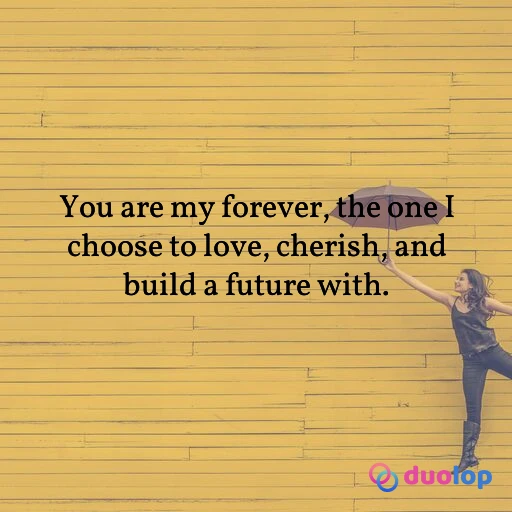 You are my forever, the one I
choose to love, cherish, and
build a future with.
duolop